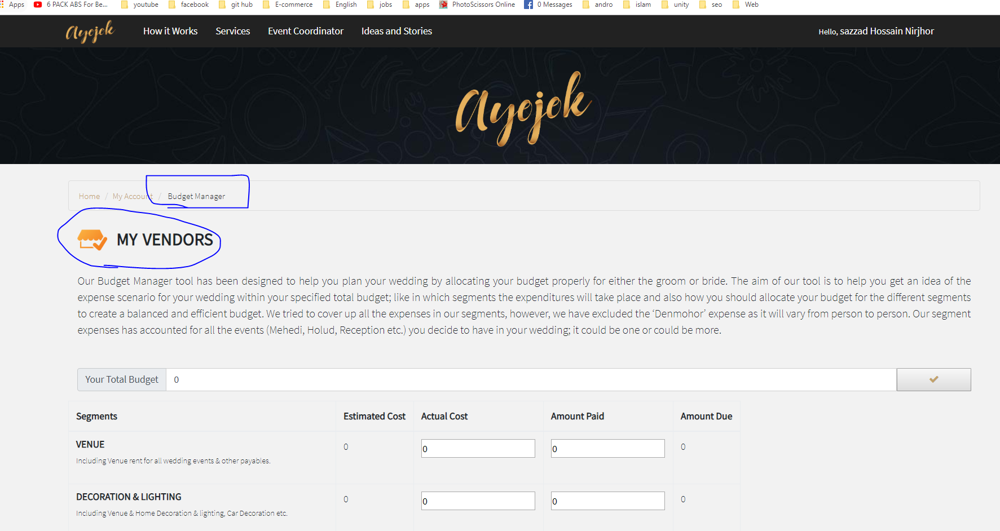 Apps 6 PACK ABS For Be... youtube facebook git hub E-commerce English jobs apps PhotoScissors Online 0 Messages andro islam unity seo Web
Ayojok How it Works Services Event Coordinator Ideas and Stories Hello, sazzad Hossain Nirjhor
Ayojok
Home / My Account / Budget Manager
MY VENDORS
Our Budget Manager tool has been designed to help you plan your wedding by allocating your budget properly for either the groom or bride. The aim of our tool is to help you get an idea of the
expense scenario for your wedding within your specified total budget; like in which segments the expenditures will take place and also how you should allocate your budget for the different segments
to create a balanced and efficient budget. We tried to cover up all the expenses in our segments, however, we have excluded the ‘Denmohor’ expense as it will vary from person to person. Our segment
expenses has accounted for all the events (Mehedi, Holud, Reception etc.) you decide to have in your wedding; it could be one or could be more.
Your Total Budget 0
Segments Estimated Cost Actual Cost Amount Paid Amount Due
VENUE 0 0 0 0
Including Venue rent for all wedding events & other payables.
DECORATION & LIGHTING 0 0 0 0
Including Venue & Home Decoration & lighting, Car Decoration etc.